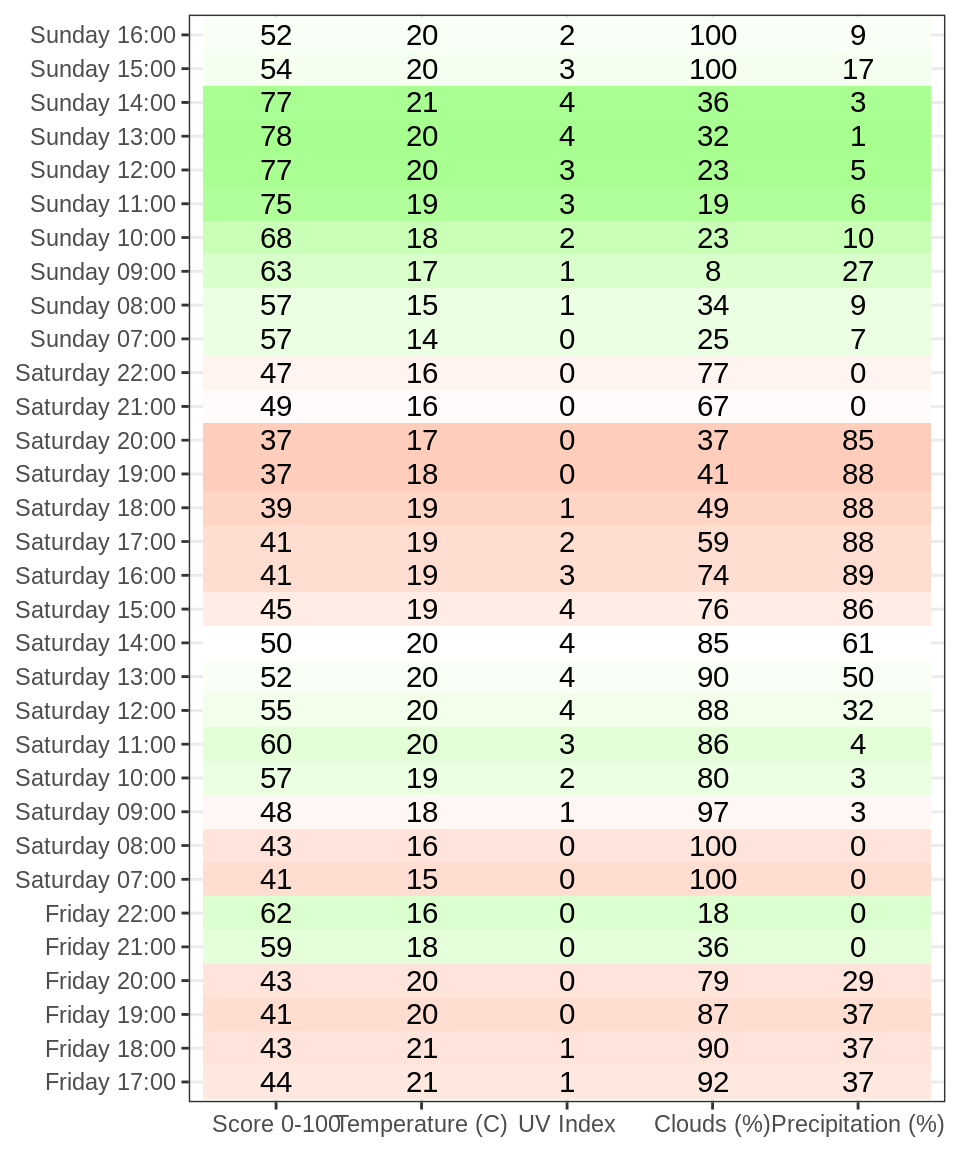 Sunday 16:00 52 20 2 100 9
Sunday 15:00 54 20 3 100 17
Sunday 14:00 77 21 4 36 3
Sunday 13:00 78 20 4 32 1
Sunday 12:00 77 20 3 23 5
Sunday 11:00 75 19 3 19 6
Sunday 10:00 68 18 2 23 10
Sunday 09:00 63 17 1 8 27
Sunday 08:00 57 15 1 34 9
Sunday 07:00 57 14 0 25 7
Saturday 22:00 47 16 0 77 0
Saturday 21:00 49 16 0 67 0
Saturday 20:00 37 17 0 37 85
Saturday 19:00 37 18 0 41 88
Saturday 18:00 39 19 1 49 88
Saturday 17:00 41 19 2 59 88
Saturday 16:00 41 19 3 74 89
Saturday 15:00 45 19 4 76 86
Saturday 14:00 50 20 4 85 61
Saturday 13:00 52 20 4 90 50
Saturday 12:00 55 20 4 88 32
Saturday 11:00 60 20 3 86 4
Saturday 10:00 57 19 2 80 3
Saturday 09:00 48 18 1 97 3
Saturday 08:00 43 16 0 100 0
Saturday 07:00 41 15 0 100 0
Friday 22:00 62 16 0 18 0
Friday 21:00 59 18 0 36 0
Friday 20:00 43 20 0 79 29
Friday 19:00 41 20 0 87 37
Friday 18:00 43 21 1 90 37
Friday 17:00 44 21 1 92 37
Score 0-100 Temperature (C) UV Index Clouds (%) Precipitation (%)